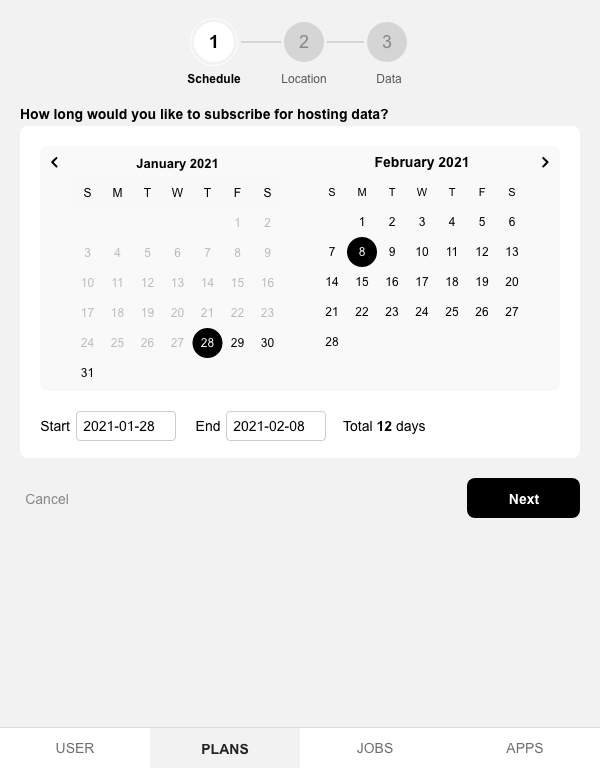 1 2 3
Schedule Location Data
How long would you like to subscribe for hosting data?
January 2021
S M T W T F S
1 2
3 4 5 6 7 8 9
10 11 12 13 14 15 16
17 18 19 20 21 22 23
24 25 26 27 28 29 30
31
February 2021
S M T W T F S
1 2 3 4 5 6
7 8 9 10 11 12 13
14 15 16 17 18 19 20
21 22 23 24 25 26 27
28
Start 2021-01-28 End 2021-02-08 Total 12 days
Cancel Next
USER PLANS JOBS APPS